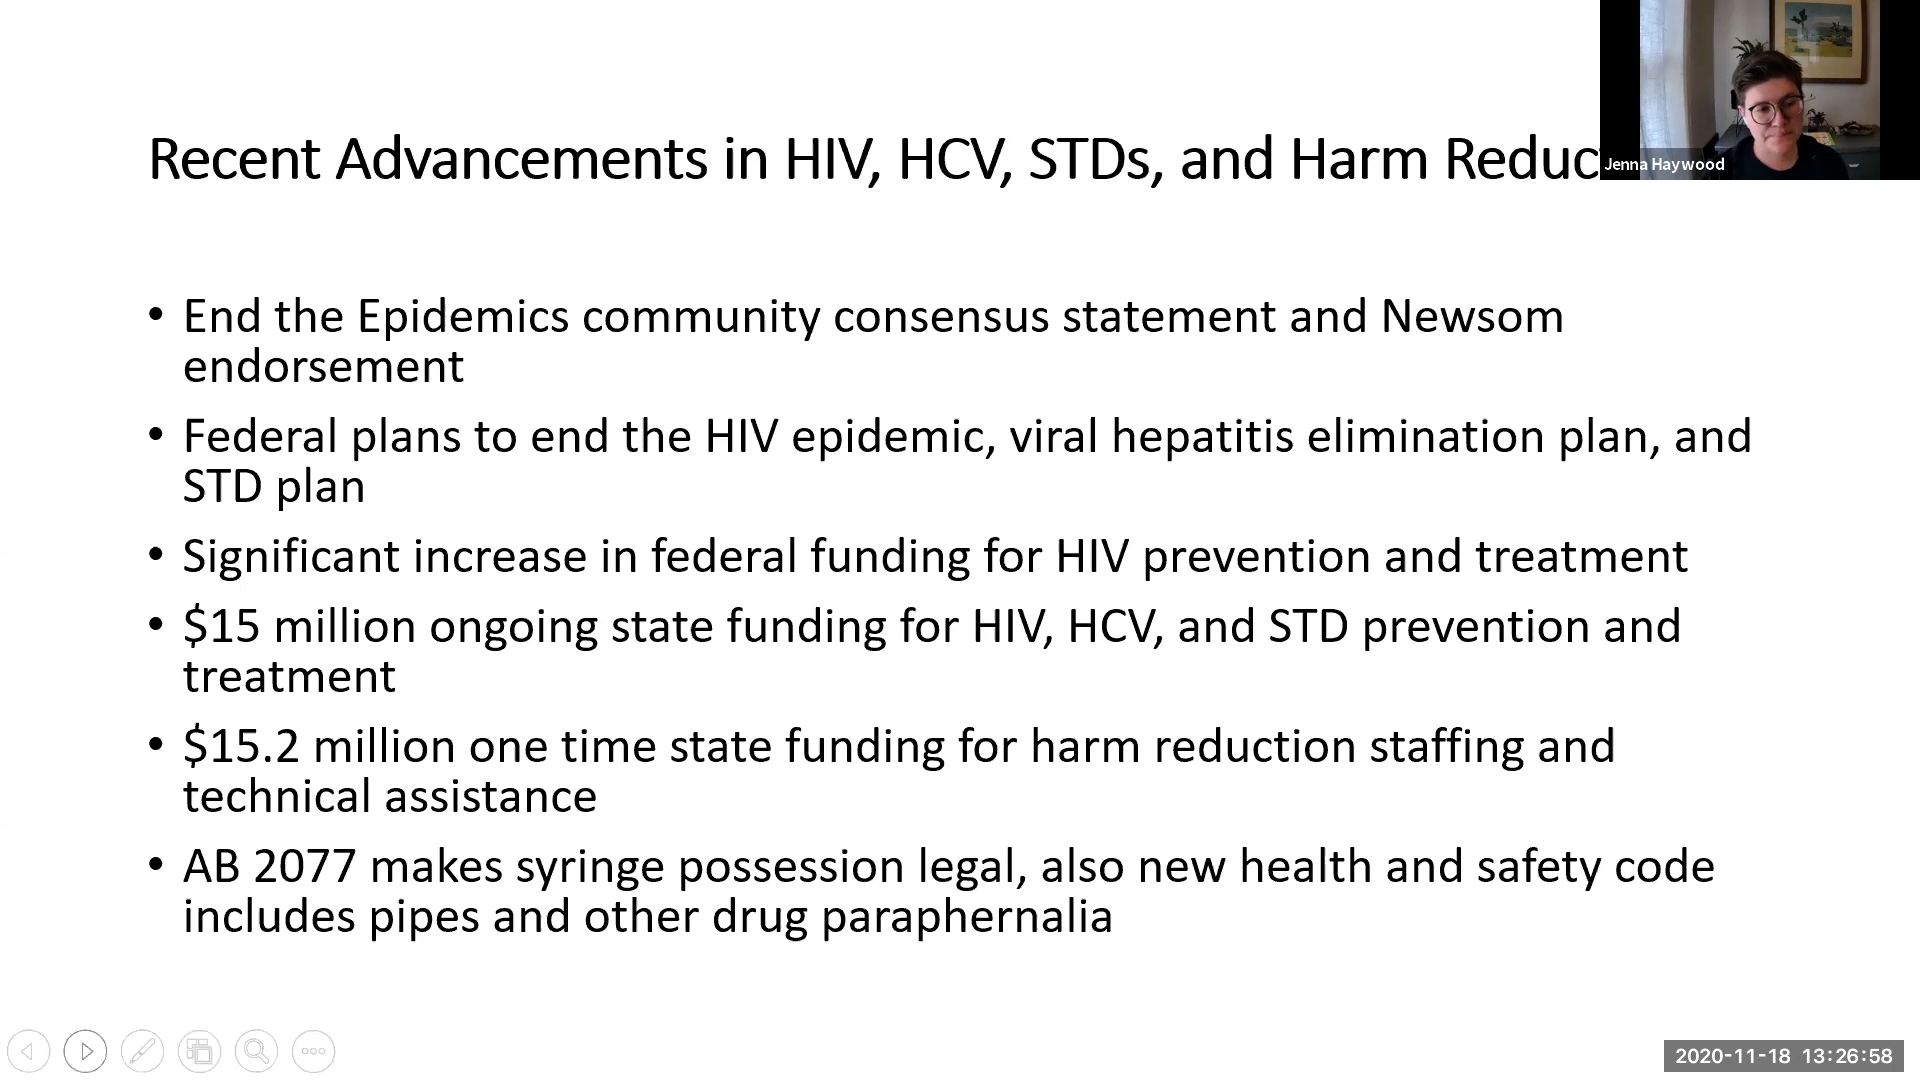 Recent Advancements in HIV, HCV, STDs, and Harm
Jenna Haywood
• End the Epidemics community consensus statement and Newsom
endorsement
• Federal plans to end the HIV epidemic, viral hepatitis elimination plan, and
STD plan
• Significant increase in federal funding for HIV prevention and treatment
• $15 million ongoing state funding for HIV, HCV, and STD prevention and
treatment
• $15.2 million one time state funding for harm reduction staffing and
technical assistance
• AB 2077 makes syringe possession legal, also new health and safety code
includes pipes and other drug paraphernalia
2020-11-18 13:26:58